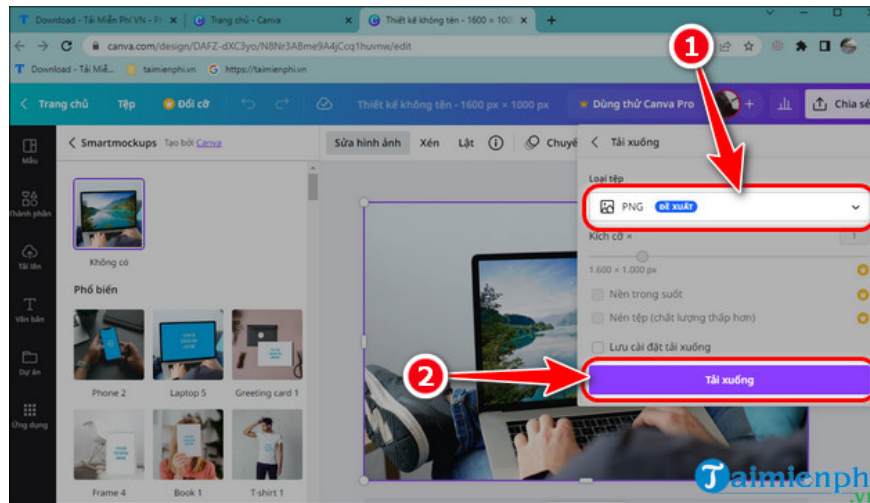 Download - Tải Miễn Phí VN - Ph
Trang chủ - Canva
Thiết kế không tên - 1600 × 100
canva.com/design/DAFZ-dXC3yo/N8Nr3ABme9A4jCcq1huvnw/edit
Download - Tải Miễ...
taimienphi.vn
https://taimienphi.vn
Trang chủ
Tệp
Đổi cỡ
Thiết kế không tên - 1600 px × 1000 px
Dùng thử Canva Pro
Chia sẻ
1
Mẫu
Thành phần
Tải lên
Văn bản
Dự án
Ứng dụng
Smartmockups Tạo bởi Canva
Không có
Phổ biến
Phone 2
Laptop 5
Greeting card 1
Frame 4
Book 1
T-shirt 1
Sửa hình ảnh
Xén
Lật
Chuyể
Tải xuống
Loại tệp
PNG ĐỀ XUẤT
Kích cỡ ×
1
1.600 × 1.000 px
Nền trong suốt
Nén tệp (chất lượng thấp hơn)
Lưu cài đặt tải xuống
2
Tải xuống
Taimienph
.V